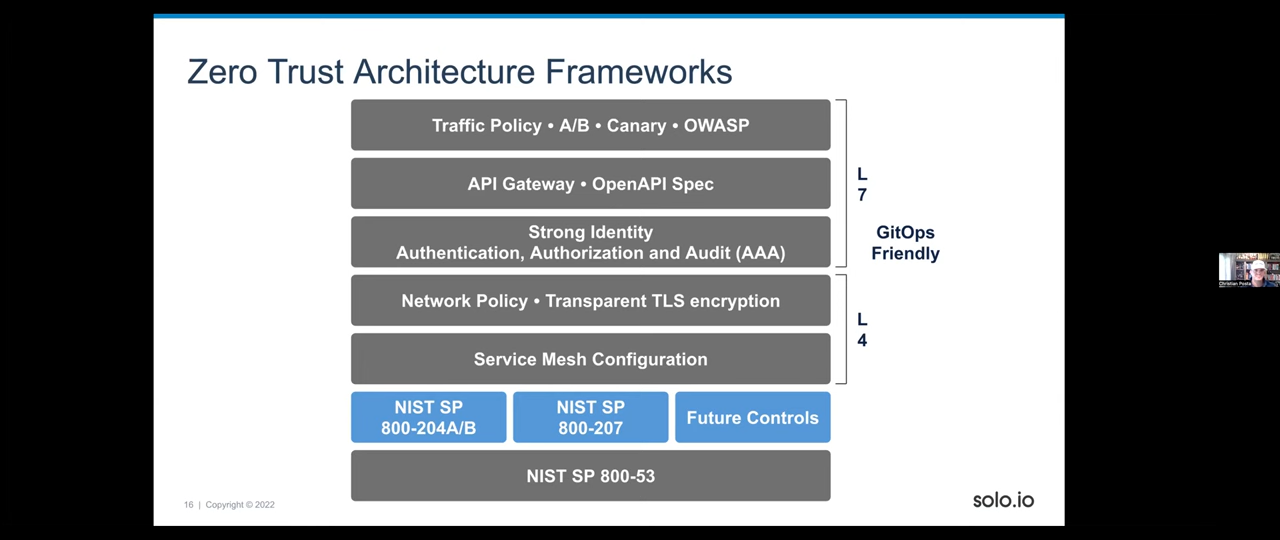 Zero Trust Architecture Frameworks
Traffic Policy • A/B • Canary • OWASP
API Gateway • OpenAPI Spec
Strong Identity
Authentication, Authorization and Audit (AAA)
L
7
GitOps
Friendly
Network Policy • Transparent TLS encryption
Service Mesh Configuration
L
4
NIST SP
800-204A/B
NIST SP
800-207
Future Controls
NIST SP 800-53
16 | Copyright © 2022
solo.io
Christian Posta